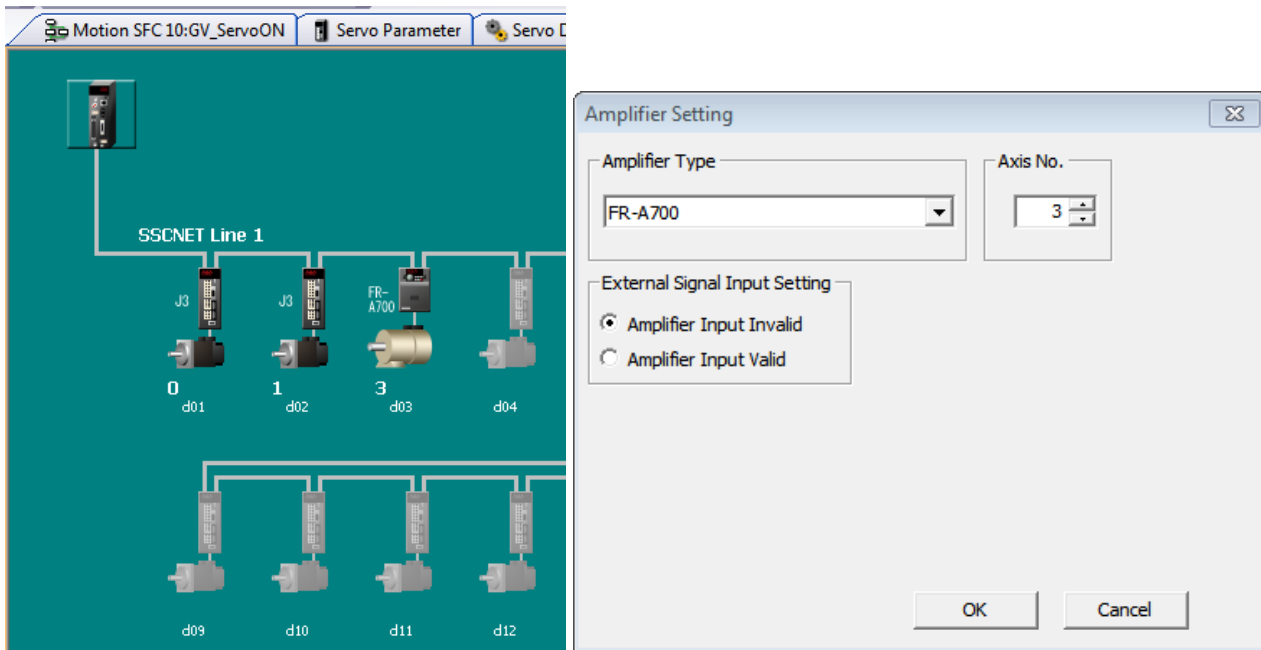 Motion SFC 10:GV_ServoON
Servo Parameter
Servo D
SSCNET Line 1
J3
J3
FR-
A700
0
1
3
d01
d02
d03
d04
d09
d10
d11
d12
Amplifier Setting
Amplifier Type
Axis No.
FR-A700
3
External Signal Input Setting
Amplifier Input Invalid
Amplifier Input Valid
OK
Cancel